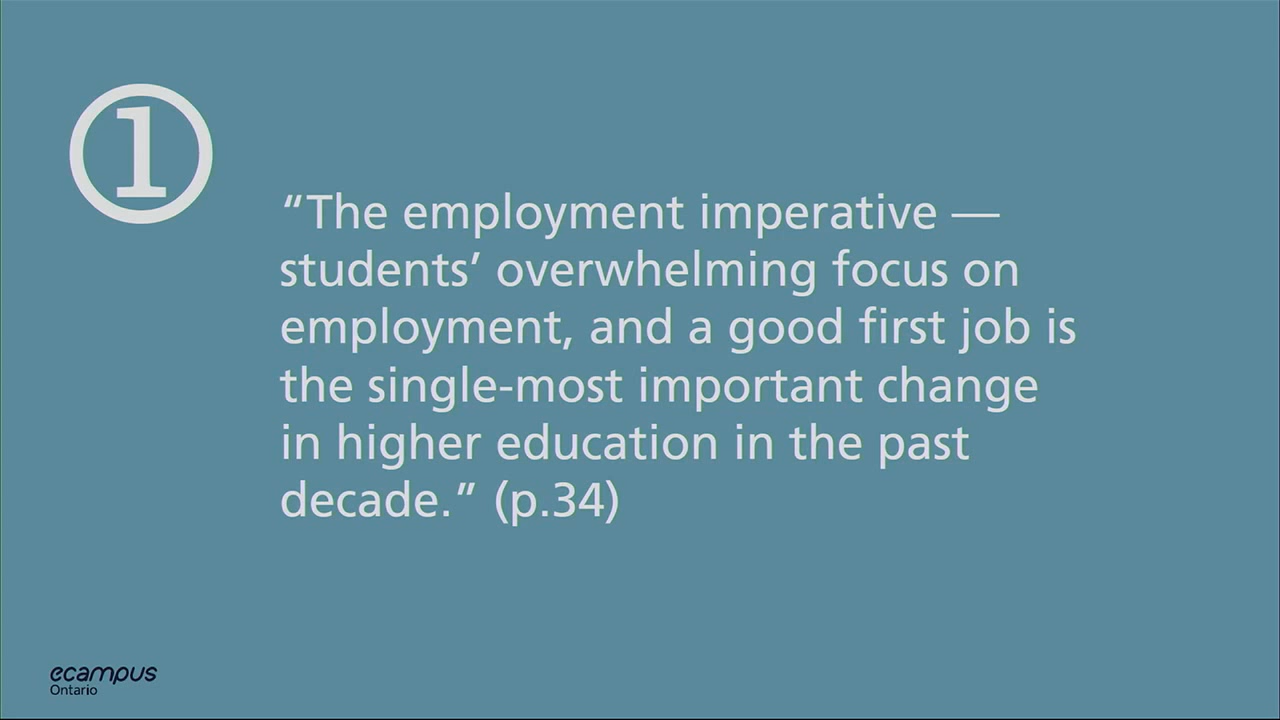 ①
“The employment imperative —
students’ overwhelming focus on
employment, and a good first job is
the single-most important change
in higher education in the past
decade.” (p.34)
ecampus
Ontario